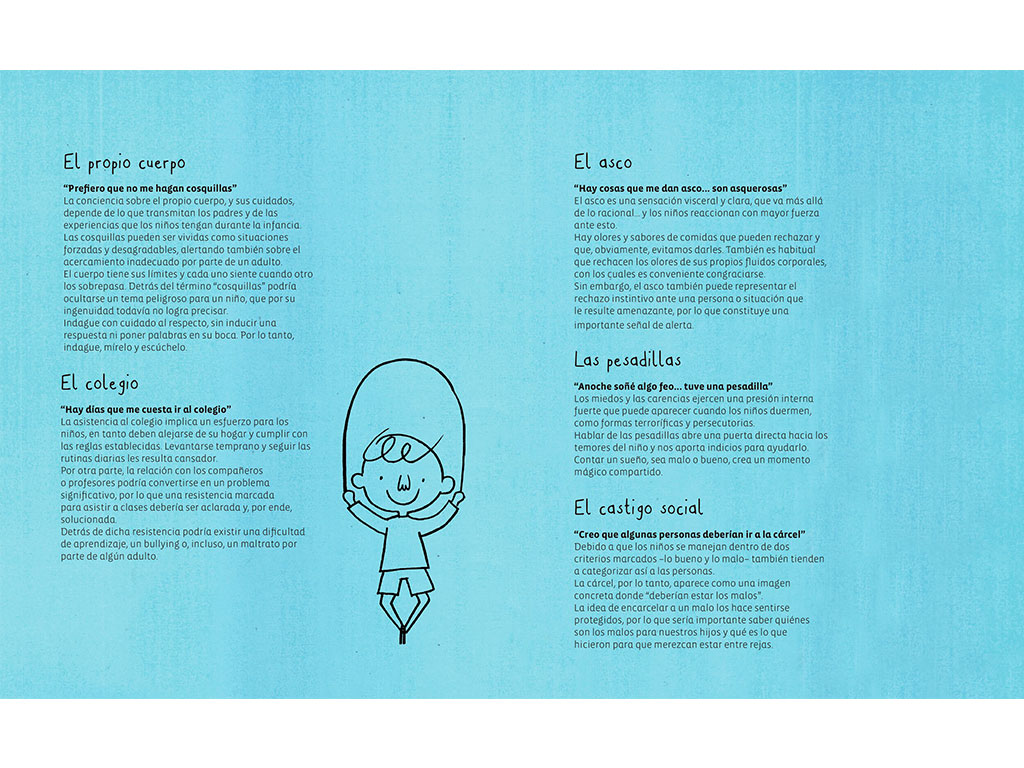 El propio cuerpo
“Prefiero que no me hagan cosquillas”
La conciencia sobre el propio cuerpo, y sus cuidados,
depende de lo que transmitan los padres y de las
experiencias que los niños tengan durante la infancia.
Las cosquillas pueden ser vividas como situaciones
forzadas y desagradables, alertando también sobre el
acercamiento inadecuado por parte de un adulto.
El cuerpo tiene sus límites y cada uno siente cuando otro
los sobrepasa. Detrás del término “cosquillas” podría
ocultarse un tema peligroso para un niño, que por su
ingenuidad todavía no logra precisar.
Indague con cuidado al respecto, sin inducir una
respuesta ni poner palabras en su boca. Por lo tanto,
indague, mírelo y escúchelo.
El colegio
“Hay días que me cuesta ir al colegio”
La asistencia al colegio implica un esfuerzo para los
niños, en tanto deben alejarse de su hogar y cumplir con
las reglas establecidas. Levantarse temprano y seguir las
rutinas diarias les resulta cansador.
Por otra parte, la relación con los compañeros
o profesores podría convertirse en un problema
significativo, por lo que una resistencia marcada
para asistir a clases debería ser aclarada y, por ende,
solucionada.
Detrás de dicha resistencia podría existir una dificultad
de aprendizaje, un bullying o, incluso, un maltrato por
parte de algún adulto.
El asco
“Hay cosas que me dan asco... son asquerosas”
El asco es una sensación visceral y clara, que va más allá
de lo racional... y los niños reaccionan con mayor fuerza
ante esto.
Hay olores y sabores de comidas que pueden rechazar y
que, obviamente, evitamos darles. También es habitual
que rechacen los olores de sus propios fluidos corporales,
con los cuales es conveniente congraciarse.
Sin embargo, el asco también puede representar el
rechazo instintivo ante una persona o situación que
le resulte amenazante, por lo que constituye una
importante señal de alerta.
Las pesadillas
“Anoche soñé algo feo... tuve una pesadilla”
Los miedos y las carencias ejercen una presión interna
fuerte que puede aparecer cuando los niños duermen,
como formas terroríficas y persecutorias.
Hablar de las pesadillas abre una puerta directa hacia los
temores del niño y nos aporta indicios para ayudarlo.
Contar un sueño, sea malo o bueno, crea un momento
mágico compartido.
El castigo social
“Creo que algunas personas deberían ir a la cárcel”
Debido a que los niños se manejan dentro de dos
criterios marcados –lo bueno y lo malo– también tienden
a categorizar así a las personas.
La cárcel, por lo tanto, aparece como una imagen
concreta donde “deberían estar los malos”.
La idea de encarcelar a un malo los hace sentirse
protegidos, por lo que sería importante saber quiénes
son los malos para nuestros hijos y qué es lo que
hicieron para que merezcan estar entre rejas.